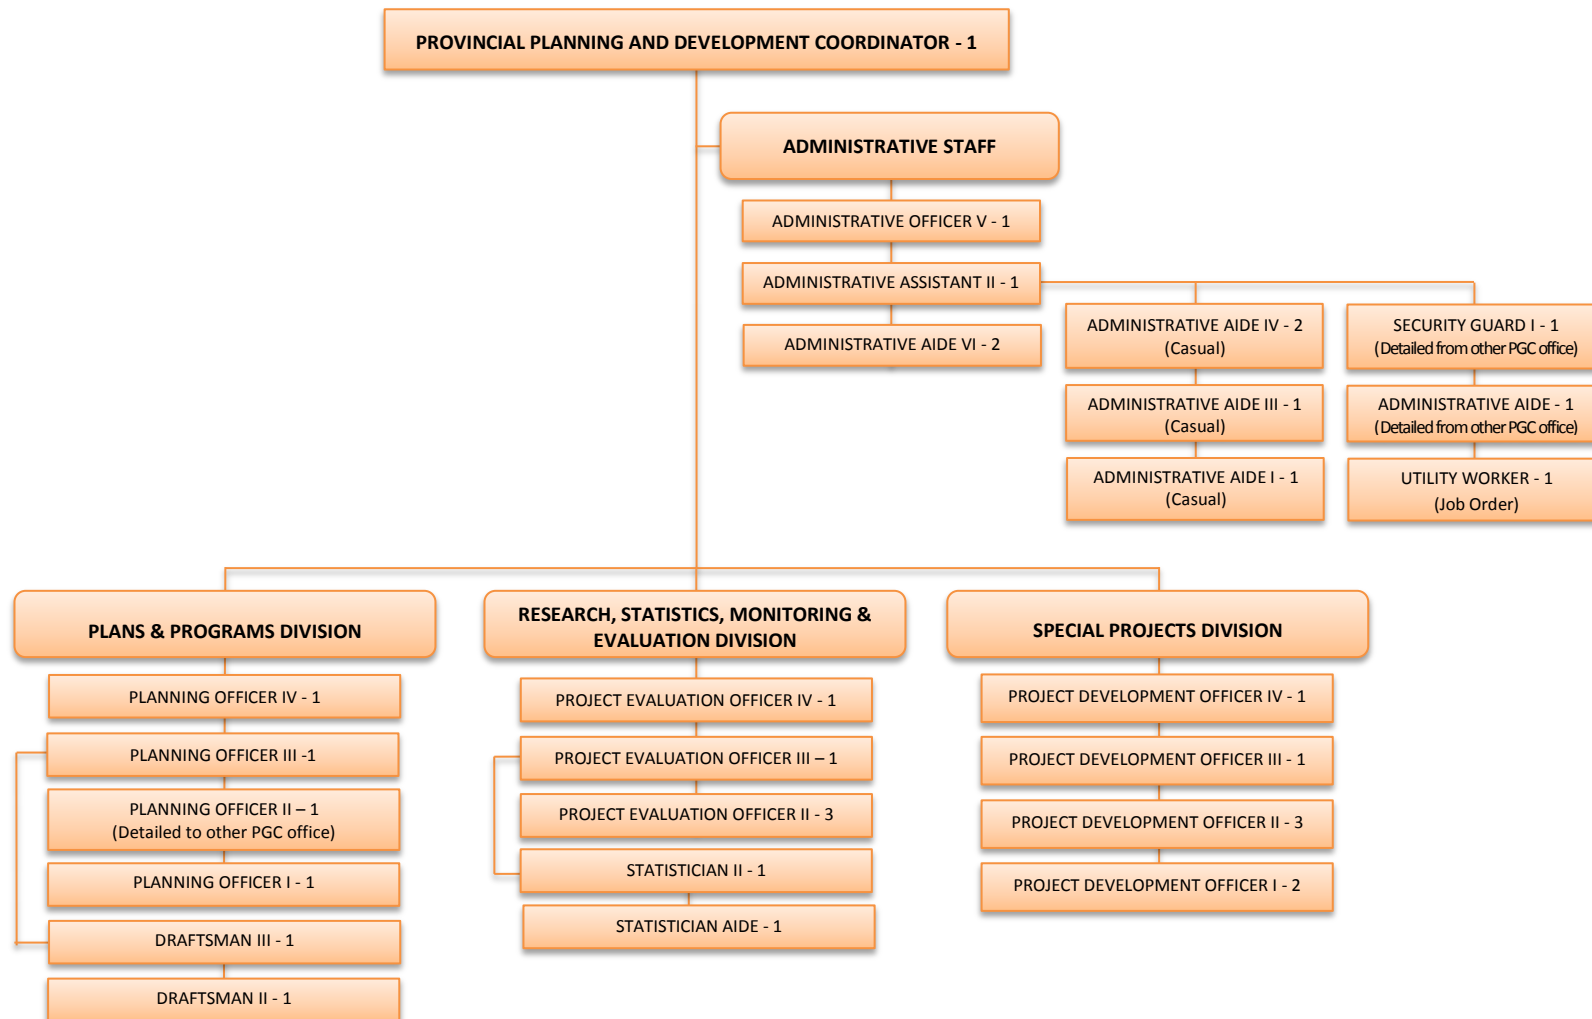 PROVINCIAL PLANNING AND DEVELOPMENT COORDINATOR - 1
ADMINISTRATIVE STAFF
ADMINISTRATIVE OFFICER V - 1
ADMINISTRATIVE ASSISTANT II - 1
ADMINISTRATIVE AIDE VI - 2
ADMINISTRATIVE AIDE IV - 2
(Casual)
ADMINISTRATIVE AIDE III - 1
(Casual)
ADMINISTRATIVE AIDE I - 1
(Casual)
SECURITY GUARD I - 1
(Detailed from other PGC office)
ADMINISTRATIVE AIDE - 1
(Detailed from other PGC office)
UTILITY WORKER - 1
(Job Order)
PLANS & PROGRAMS DIVISION
PLANNING OFFICER IV - 1
PLANNING OFFICER III -1
PLANNING OFFICER II – 1
(Detailed to other PGC office)
PLANNING OFFICER I - 1
DRAFTSMAN III - 1
DRAFTSMAN II - 1
RESEARCH, STATISTICS, MONITORING &
EVALUATION DIVISION
PROJECT EVALUATION OFFICER IV - 1
PROJECT EVALUATION OFFICER III – 1
PROJECT EVALUATION OFFICER II - 3
STATISTICIAN II - 1
STATISTICIAN AIDE - 1
SPECIAL PROJECTS DIVISION
PROJECT DEVELOPMENT OFFICER IV - 1
PROJECT DEVELOPMENT OFFICER III - 1
PROJECT DEVELOPMENT OFFICER II - 3
PROJECT DEVELOPMENT OFFICER I - 2